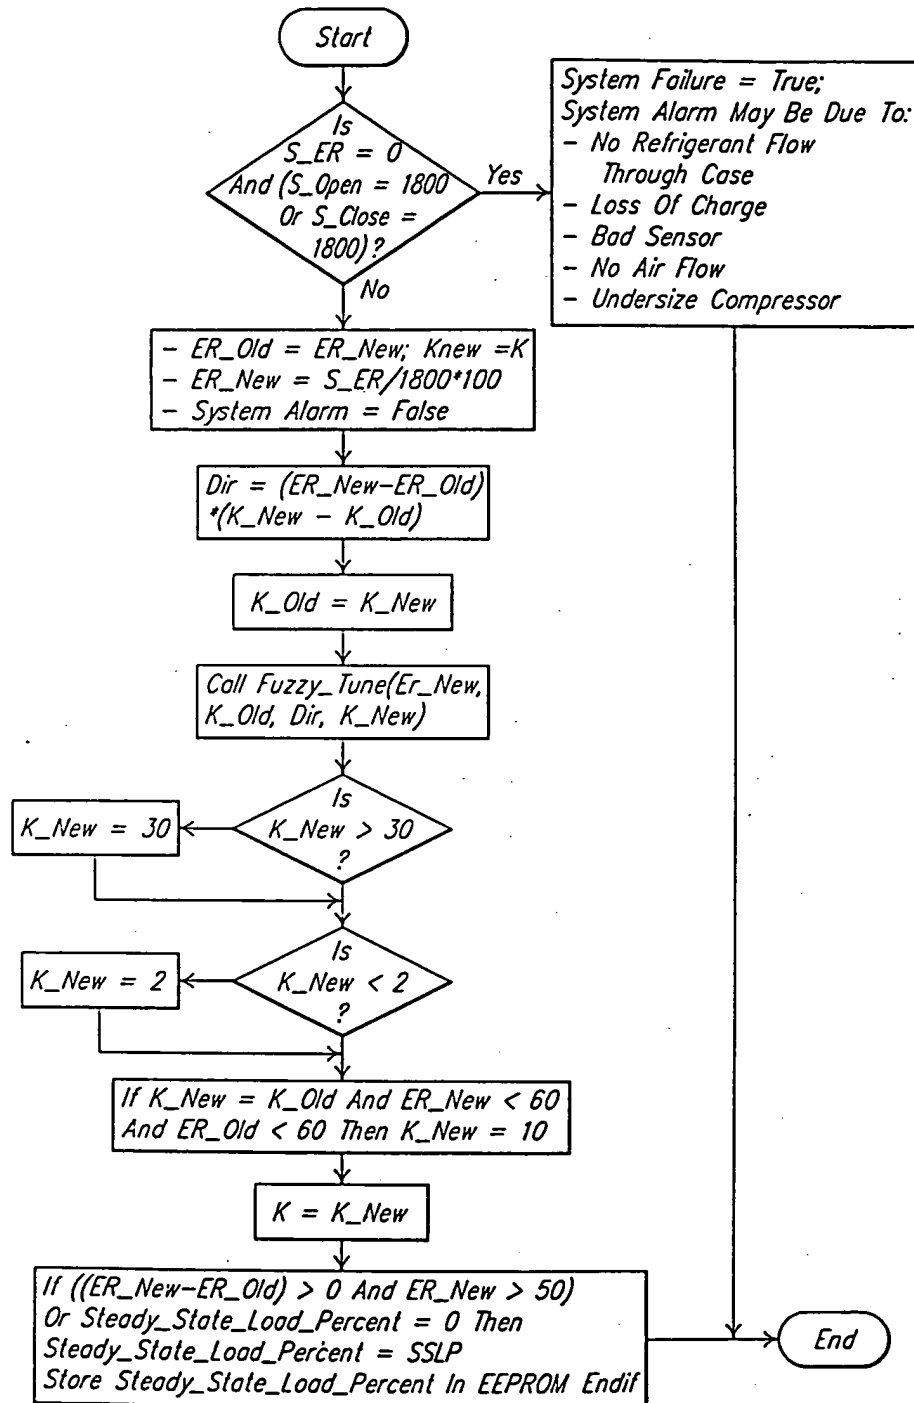 Start
Is
S_ER = 0
And (S_Open = 1800
Or S_Close =
1800)?
Yes
No
System Failure = True;
System Alarm May Be Due To:
- No Refrigerant Flow
Through Case
- Loss Of Charge
- Bad Sensor
- No Air Flow
- Undersize Compressor
- ER_Old = ER_New; Knew =K
- ER_New = S_ER/1800*100
- System Alarm = False
Dir = (ER_New-ER_Old)
*(K_New - K_Old)
K_Old = K_New
Call Fuzzy_Tune(Er_New,
K_Old, Dir, K_New)
Is
K_New > 30
?
K_New = 30
Is
K_New < 2
?
K_New = 2
If K_New = K_Old And ER_New < 60
And ER_Old < 60 Then K_New = 10
K = K_New
If ((ER_New-ER_Old) > 0 And ER_New > 50)
Or Steady_State_Load_Percent = 0 Then
Steady_State_Load_Percent = SSLP
Store Steady_State_Load_Percent In EEPROM Endif
End